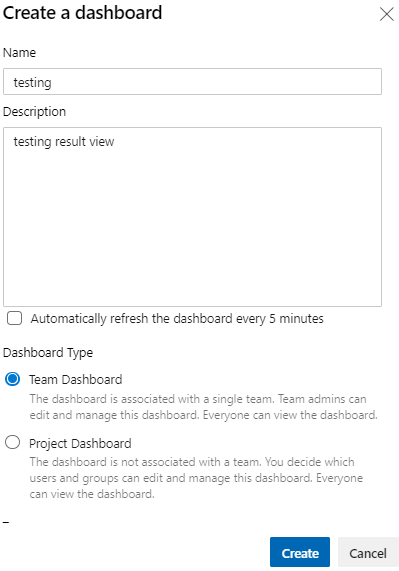 Create a dashboard
Name
testing
Description
testing result view
Automatically refresh the dashboard every 5 minutes
Dashboard Type
Team Dashboard
The dashboard is associated with a single team. Team admins can
edit and manage this dashboard. Everyone can view the dashboard.
Project Dashboard
The dashboard is not associated with a team. You decide which
users and groups can edit and manage this dashboard. Everyone
can view the dashboard.
Create
Cancel